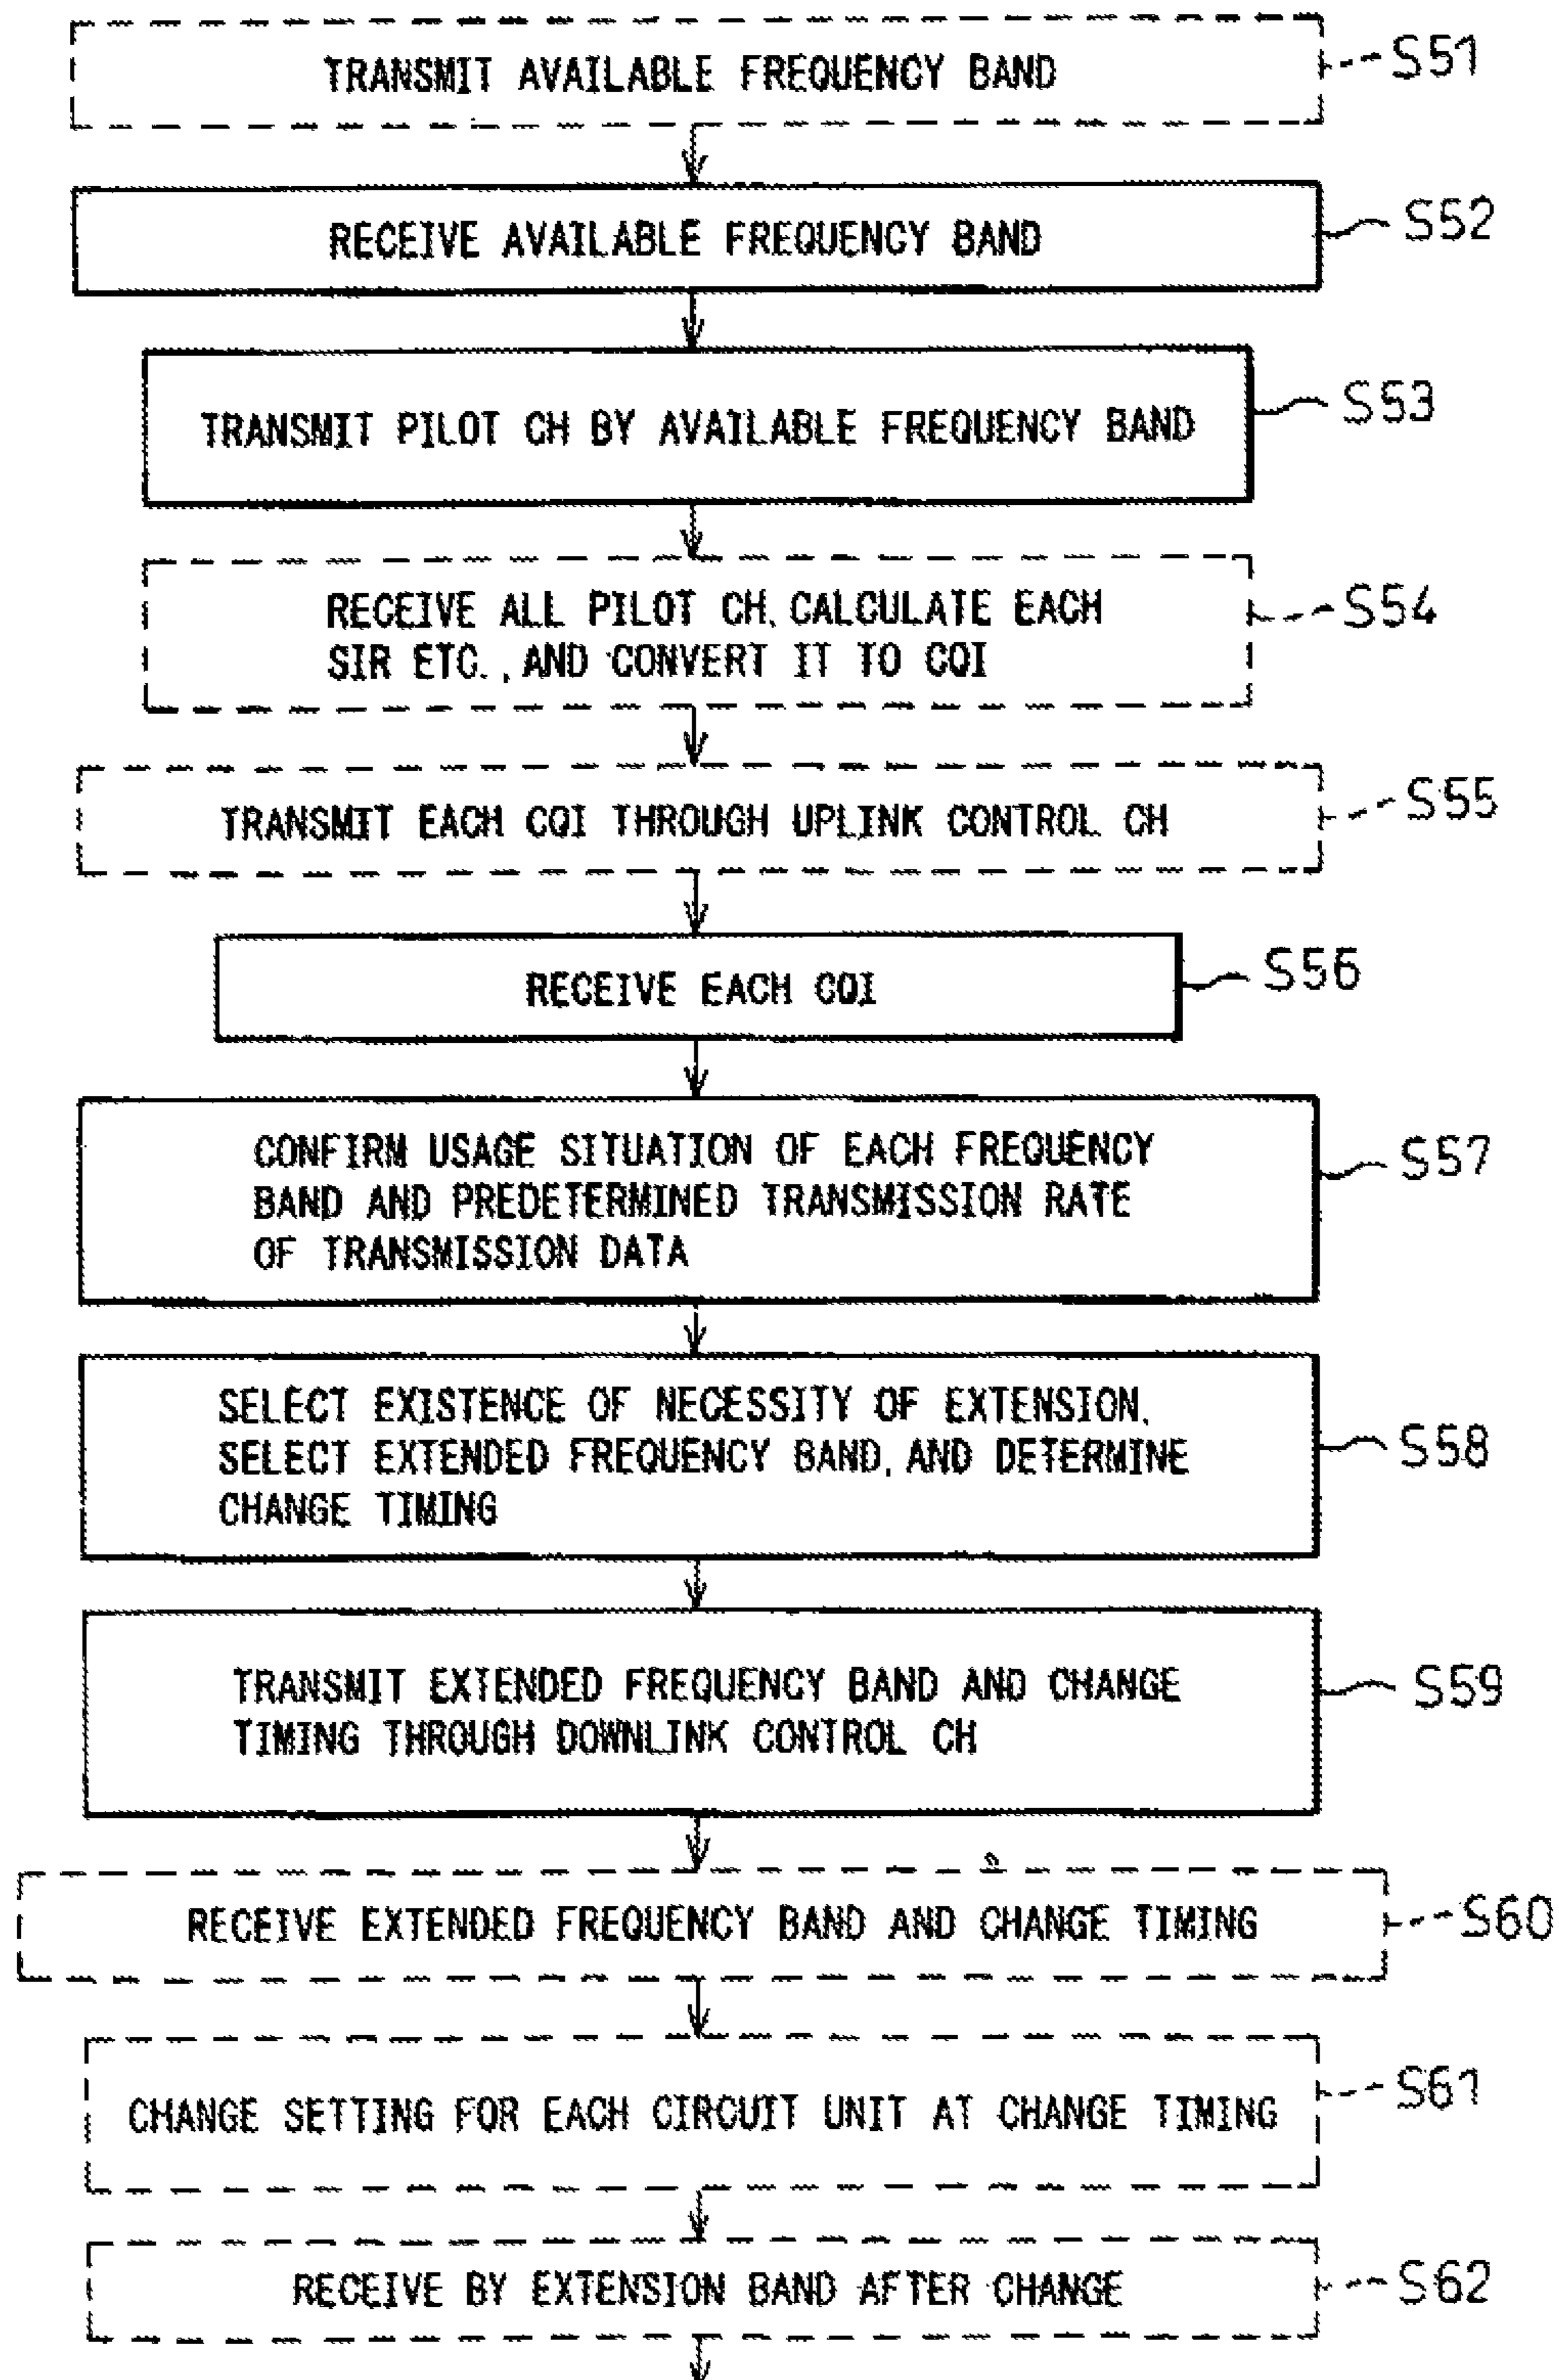 TRANSMIT AVAILABLE FREQUENCY BAND
S51
RECEIVE AVAILABLE FREQUENCY BAND
S52
TRANSMIT PILOT CH BY AVAILABLE FREQUENCY BAND
S53
RECEIVE ALL PILOT CH, CALCULATE EACH
SIR ETC., AND CONVERT IT TO CQI
S54
TRANSMIT EACH CQI THROUGH UPLINK CONTROL CH
S55
RECEIVE EACH CQI
S56
CONFIRM USAGE SITUATION OF EACH FREQUENCY
BAND AND PREDETERMINED TRANSMISSION RATE
OF TRANSMISSION DATA
S57
SELECT EXISTENCE OF NECESSITY OF EXTENSION,
SELECT EXTENDED FREQUENCY BAND, AND DETERMINE
CHANGE TIMING
S58
TRANSMIT EXTENDED FREQUENCY BAND AND CHANGE
TIMING THROUGH DOWNLINK CONTROL CH
S59
RECEIVE EXTENDED FREQUENCY BAND AND CHANGE TIMING
S60
CHANGE SETTING FOR EACH CIRCUIT UNIT AT CHANGE TIMING
S61
RECEIVE BY EXTENSION BAND AFTER CHANGE
S62